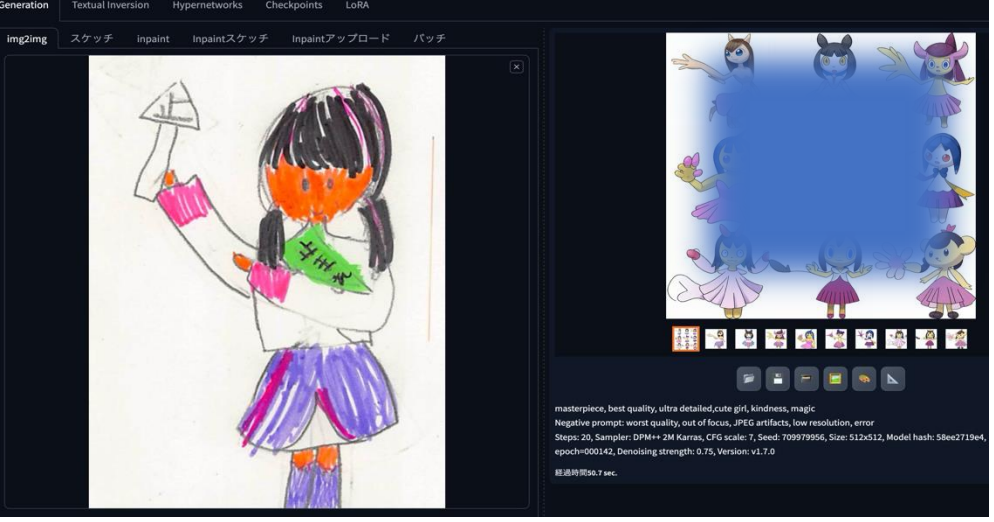 Generation Textual Inversion Hypernetworks Checkpoints LoRA
img2img スケッチ inpaint Inpaintスケッチ Inpaintアップロード バッチ
止
masterpiece, best quality, ultra detailed,cute girl, kindness, magic
Negative prompt: worst quality, out of focus, JPEG artifacts, low resolution, error
Steps: 20, Sampler: DPM++ 2M Karras, CFG scale: 7, Seed: 709979956, Size: 512x512, Model hash: 58ee2719e4,
epoch=000142, Denoising strength: 0.75, Version: v1.7.0
経過時間50.7 sec.